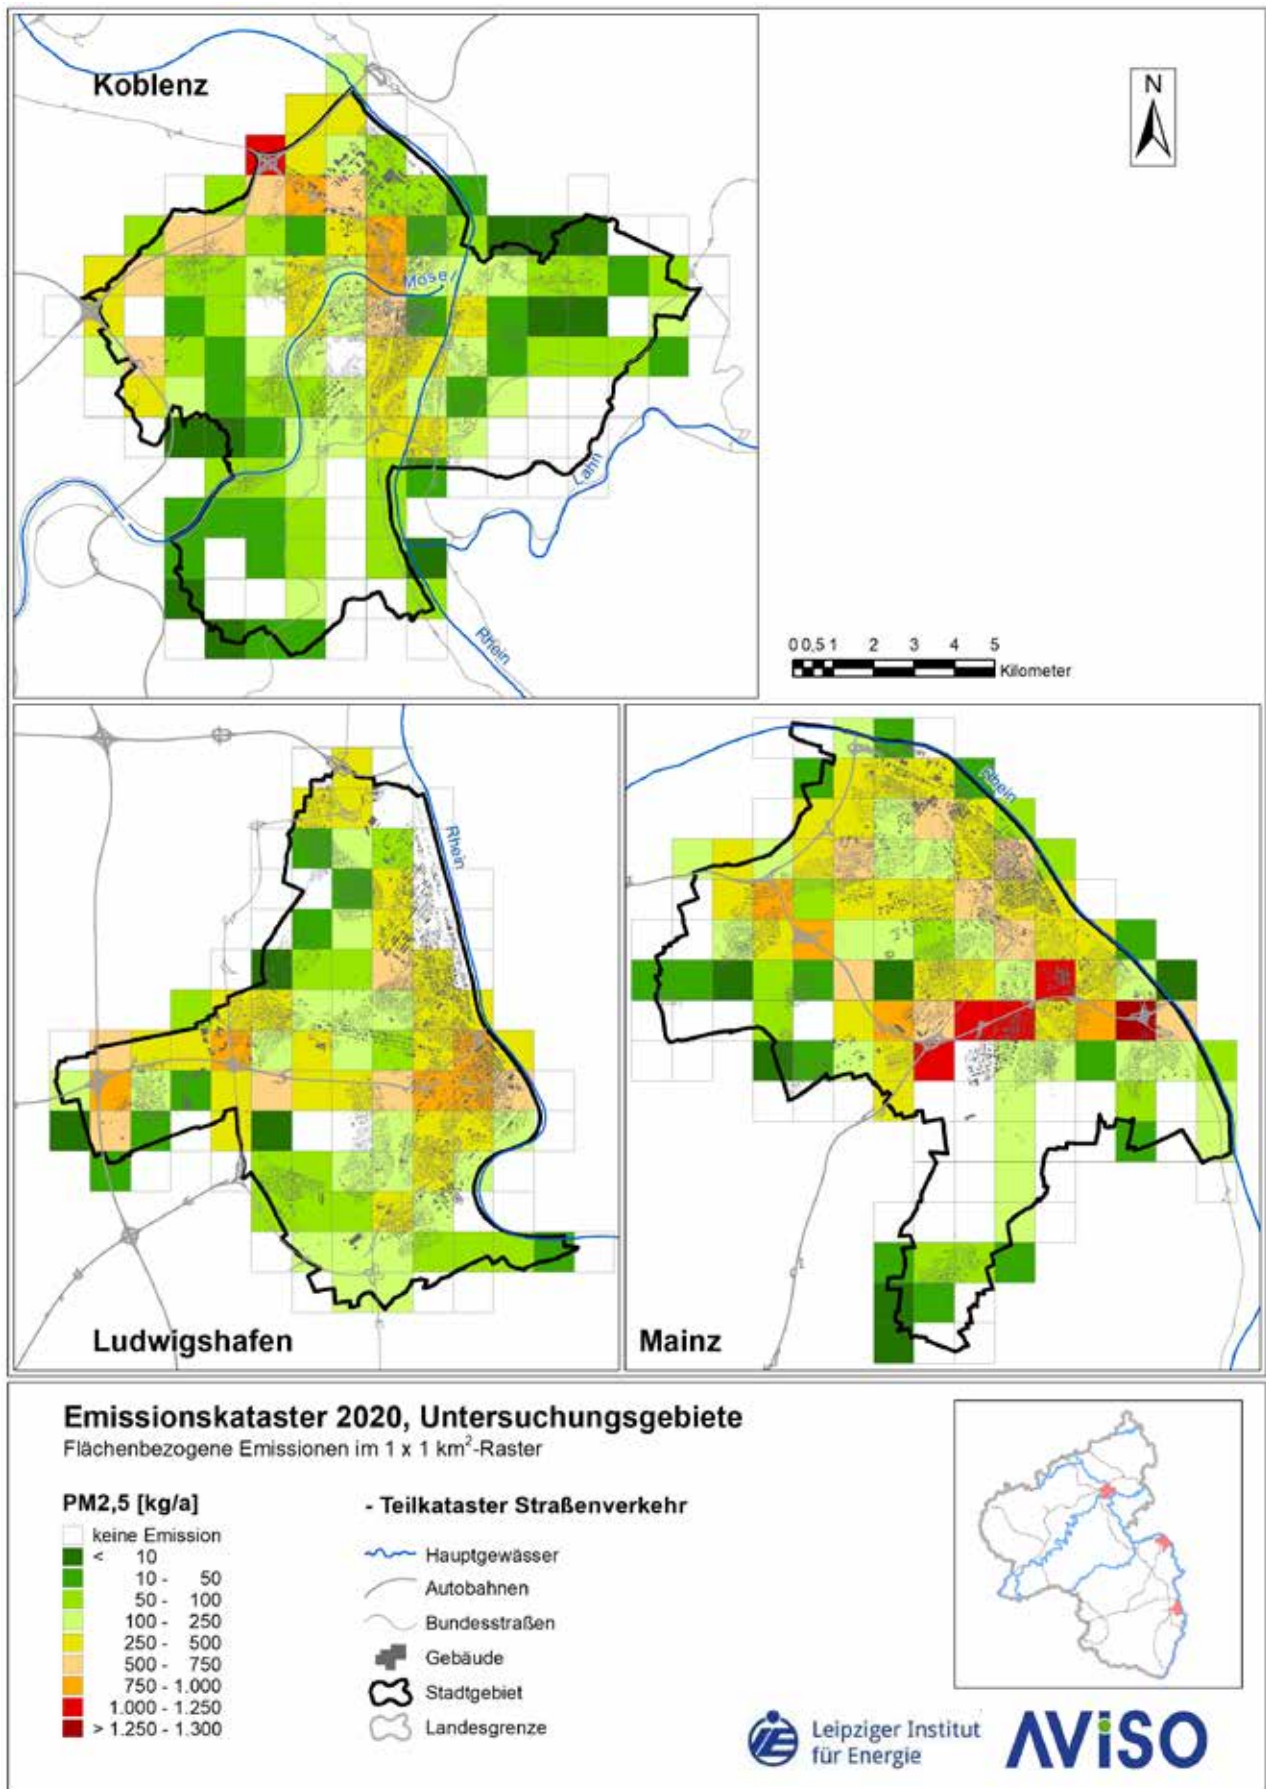 Koblenz
N
Mosel
Lahn
Rhein
0 0,5 1 2 3 4 5
Kilometer
Rhein
Ludwigshafen
Rhein
Mainz
Emissionskataster 2020, Untersuchungsgebiete
Flächenbezogene Emissionen im 1 x 1 km²-Raster
PM2,5 [kg/a]
keine Emission
< 10
10 - 50
50 - 100
100 - 250
250 - 500
500 - 750
750 - 1.000
1.000 - 1.250
> 1.250 - 1.300
- Teilkataster Straßenverkehr
Hauptgewässer
Autobahnen
Bundesstraßen
Gebäude
Stadtgebiet
Landesgrenze
Leipziger Institut
für Energie
AViSO